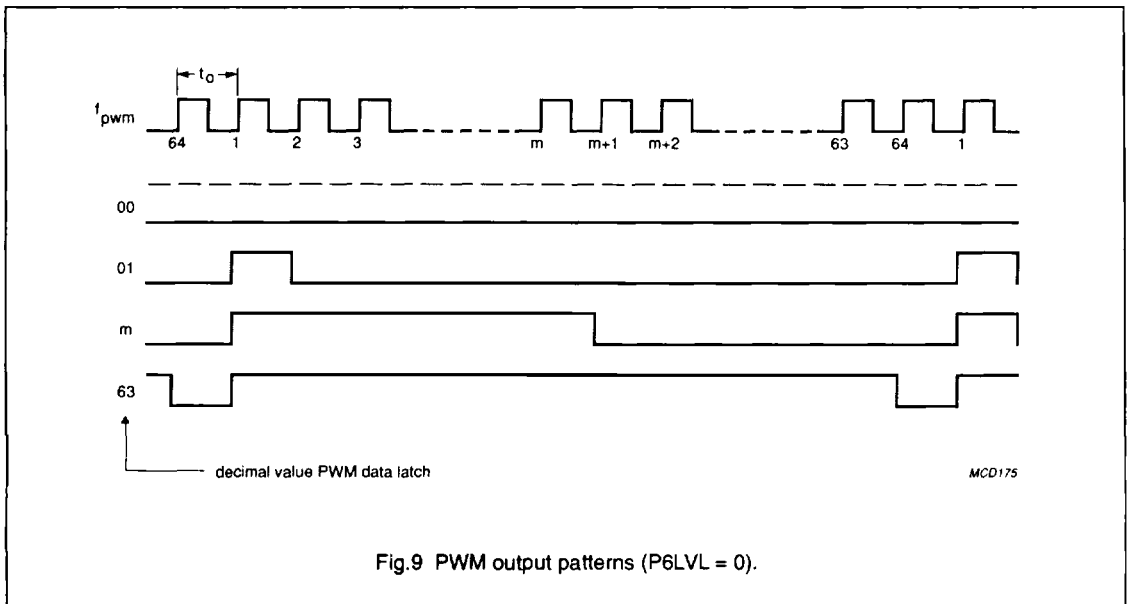 t0
fpwm
64 1 2 3 m m+1 m+2 63 64 1
00
01
m
63
decimal value PWM data latch
MCD175
Fig.9 PWM output patterns (P6LVL = 0).